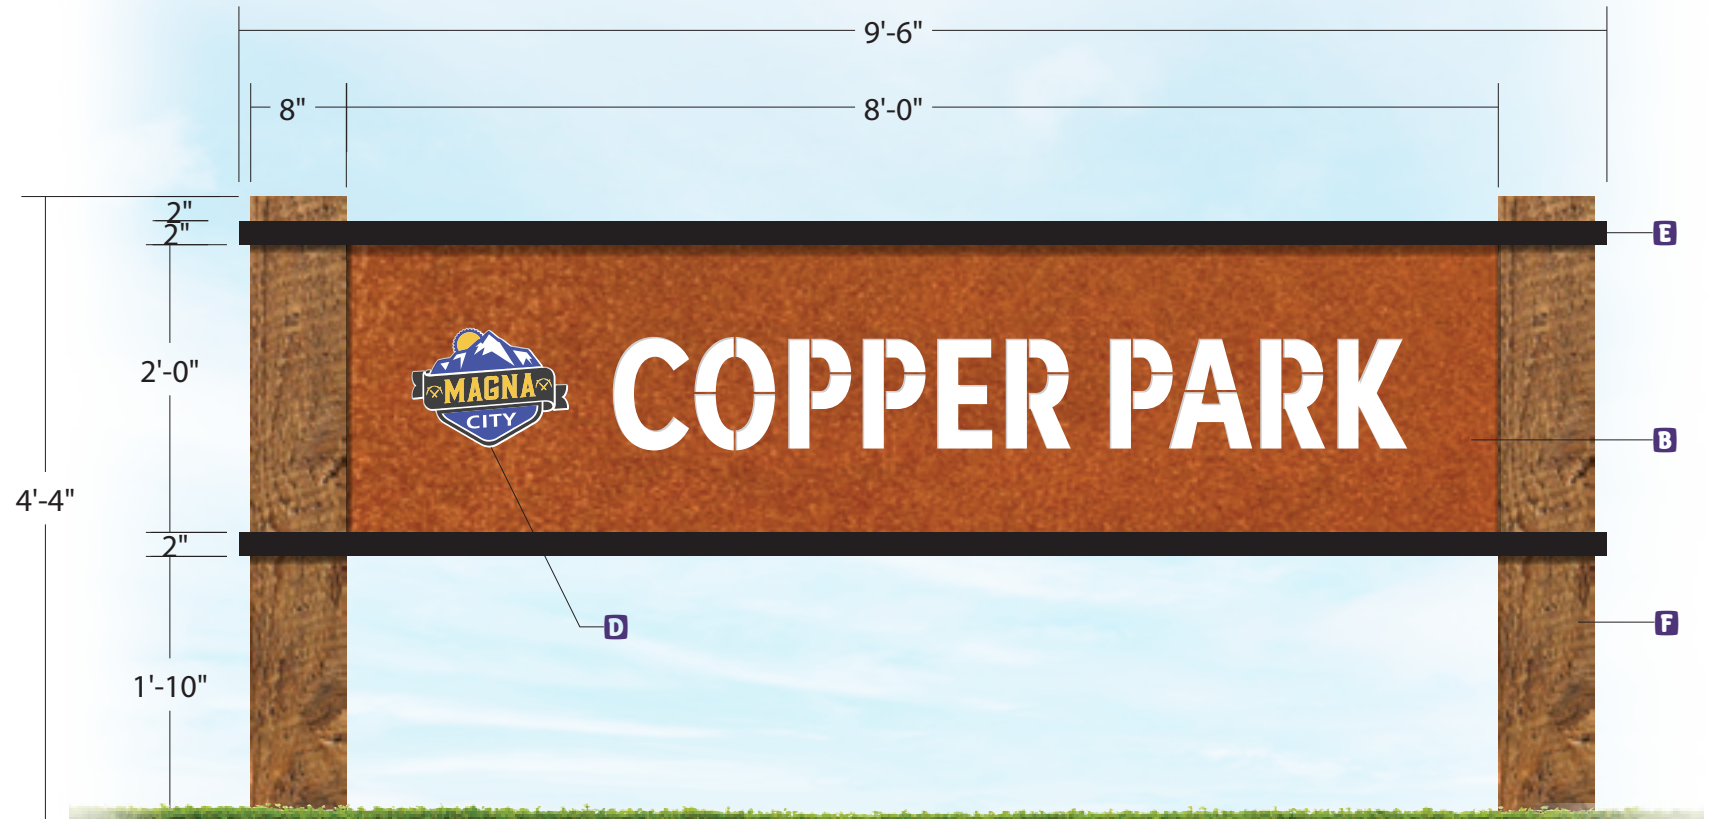 9'-6"
8"
8'-0"
2"
2"
E
MAGNA
CITY
COPPER PARK
2'-0"
B
4'-4"
2"
D
F
1'-10"